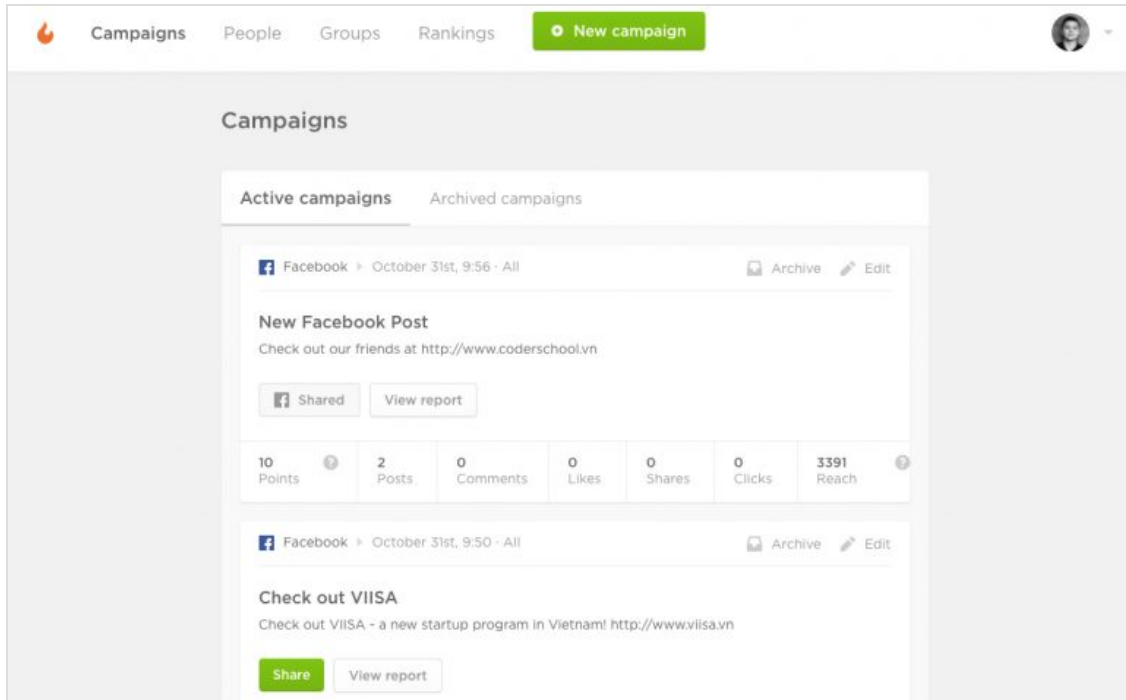 Campaigns People Groups Rankings New campaign
Campaigns
Active campaigns Archived campaigns
Facebook October 31st, 9:56 · All Archive Edit
New Facebook Post
Check out our friends at http://www.coderschool.vn
Shared View report
10 2 0 0 0 0 3391
Points Posts Comments Likes Shares Clicks Reach
Facebook October 31st, 9:50 · All Archive Edit
Check out VIISA
Check out VIISA - a new startup program in Vietnam! http://www.viisa.vn
Share View report